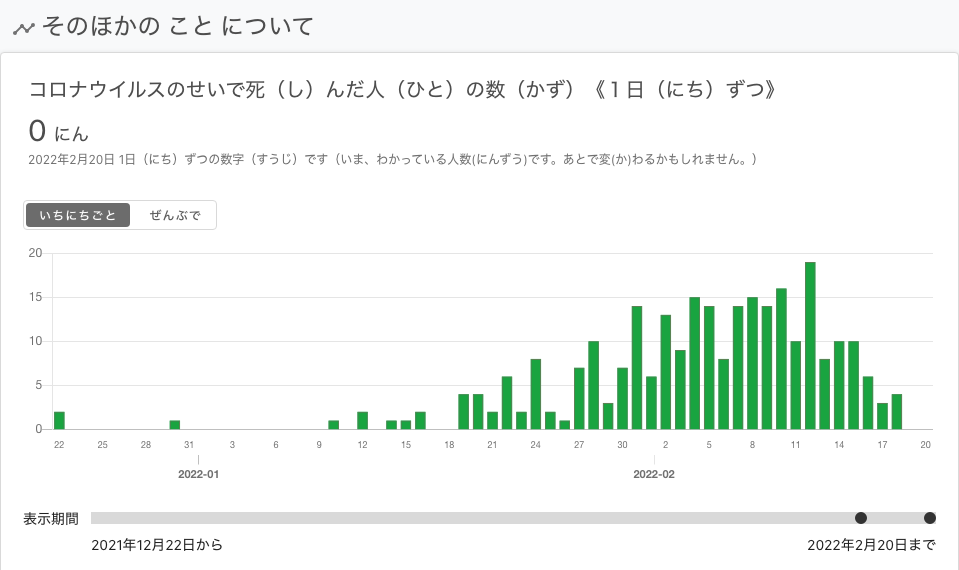 そのほかの こと について
コロナウイルスのせいで死（し）んだ人（ひと）の数（かず）《１日（にち）ずつ》
0 にん
2022年2月20日 1日（にち）ずつの数字（すうじ）です（いま、わかっている人数(にんずう)です。あとで変(か)わるかもしれません。）
いちにちごと ぜんぶで
20
15
10
5
0
22 25 28 31 3 6 9 12 15 18 21 24 27 30 2 5 8 11 14 17 20
2022-01 2022-02
表示期間
2021年12月22日から 2022年2月20日まで